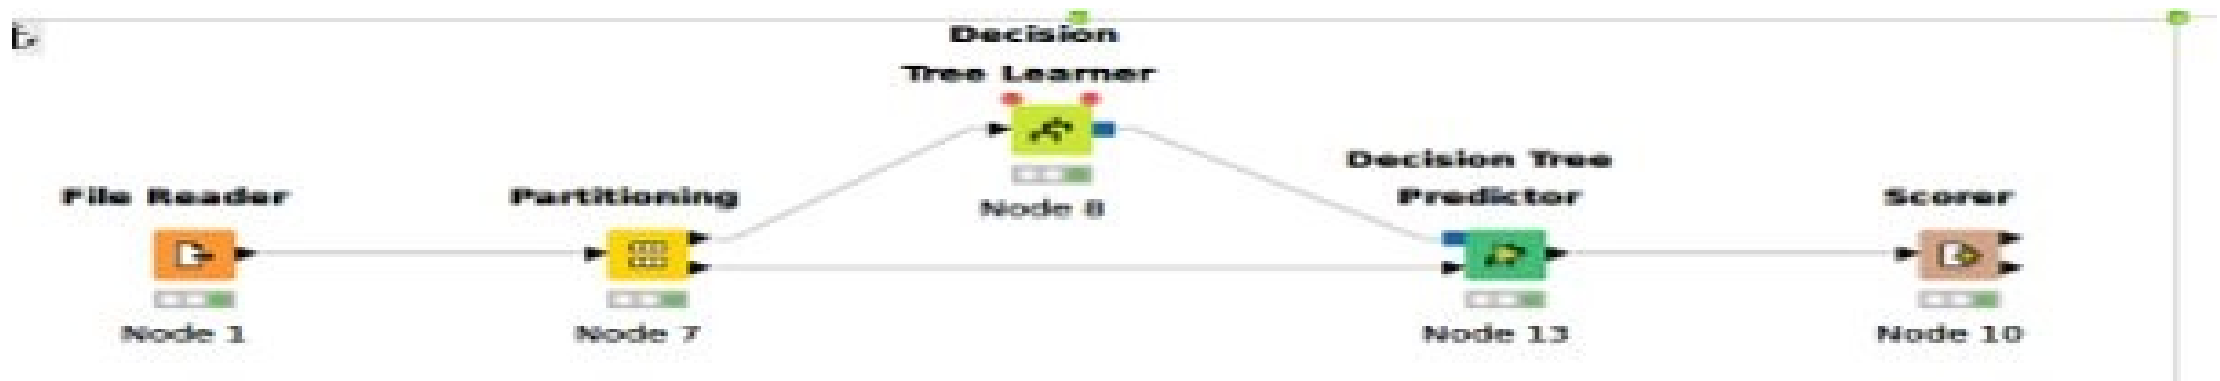 Decision
Tree Learner
Node 8
File Reader
Node 1
Partitioning
Node 7
Decision Tree
Predictor
Node 13
Scorer
Node 10